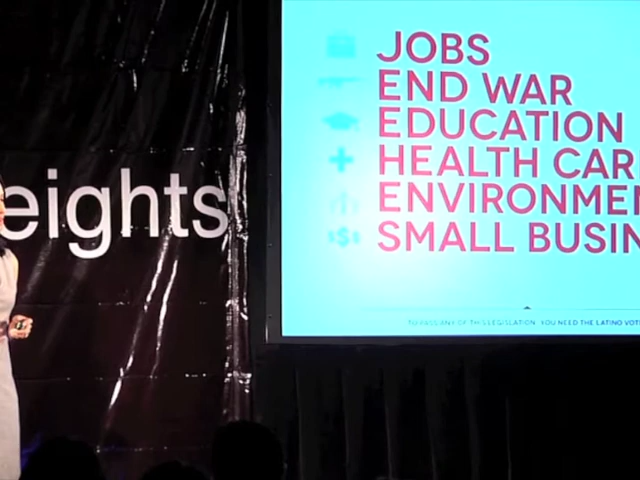 eights
JOBS
END WAR
EDUCATION
HEALTH CAR
ENVIRONMEN
SMALL BUSIN
TO PASS ANY OF THIS LEGISLATION YOU NEED THE LATINO VOT